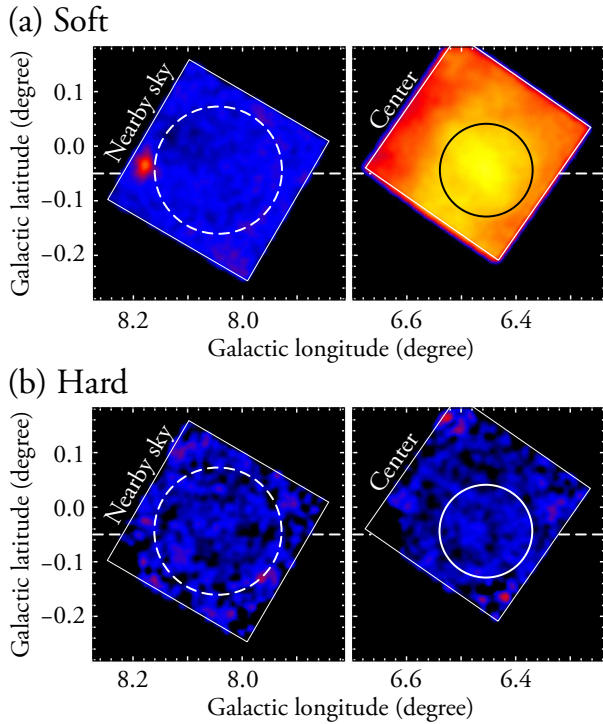 (a) Soft
Nearby sky
Center
Galactic latitude (degree)
0.1
0.0
−0.1
−0.2
8.2
8.0
6.6
6.4
Galactic longitude (degree)
(b) Hard
Nearby sky
Center
Galactic latitude (degree)
0.1
0.0
−0.1
−0.2
8.2
8.0
6.6
6.4
Galactic longitude (degree)